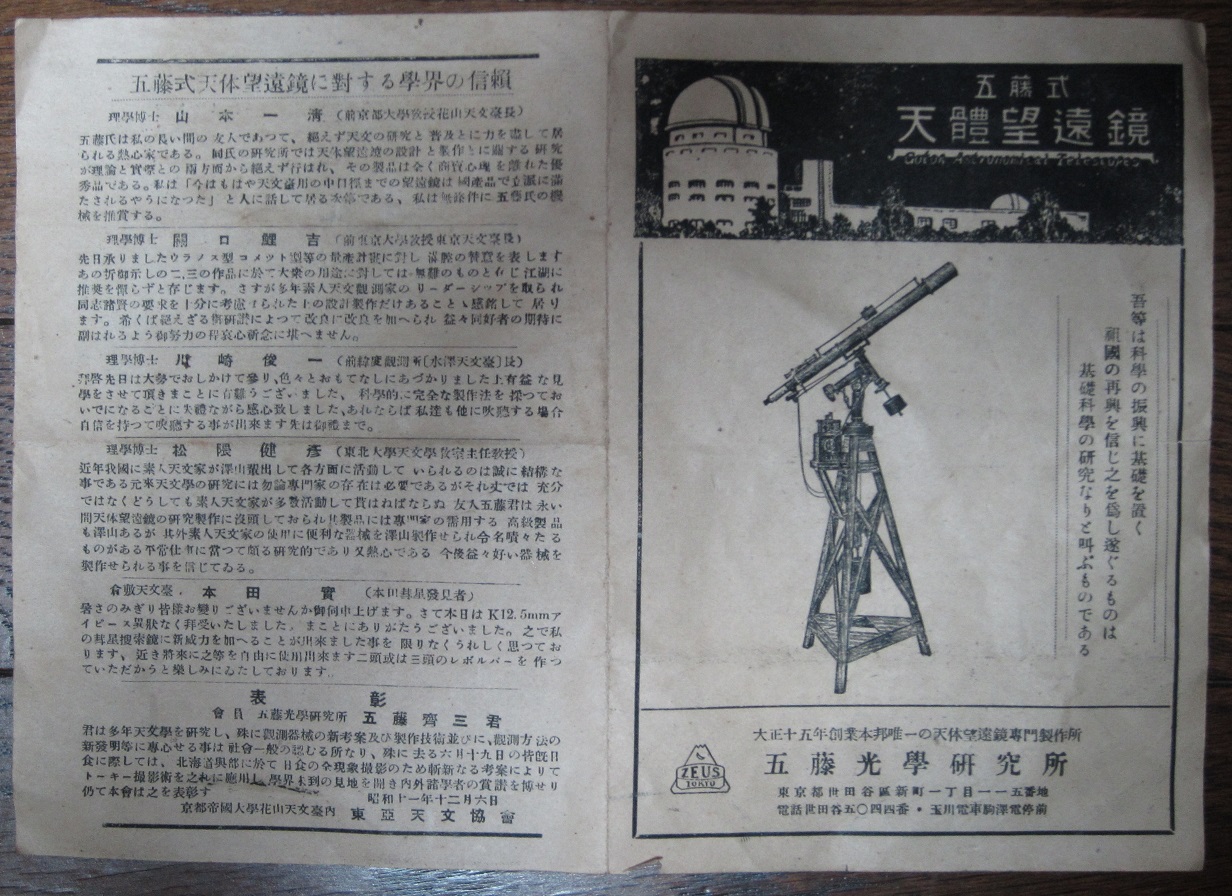 五藤式天体望遠鏡に對する學界の信賴
理學博士 山本一淸 (前京都大學敎授花山天文臺長)
五藤氏は私の長い間の友人であつて、絕えず天文の研究と普及とに力を盡して居
られる熱心家である。同氏の研究所では天体望遠鏡の設計と製作とに關する硏究
が理論と實際との兩方面から絕えず行はれ、その製品は全く商賣心魂を離れた優
秀品である。私は「今はもはや天文臺用の中口徑までの望遠鏡は國產品で立派に滿
たされるやうになつた」と人に話して居る次第である、私は無條件に五藤氏の機
械を推賞する。
理學博士 關口鯉吉 (前東京大學敎授東京天文臺長)
先日承りましたウラノス型コメット型等の量產計畫に對し滿腔の贊意を表します
あの折御示しの二、三の作品に於て大衆の用途に對しては無難のものと存じ江湖に
推奬を憚らずと存じます。さすが多年素人天文觀測家のリーダーシップを取られ
同志諸賢の要求を十分に考慮せられた上の設計製作だけあることゝ感銘して居り
ます。希くば絕えざる御研讃によつて改良に改良を加へられ益々同好者の期待に
副はれるよう御努力の程哀心祈念に堪へません。
理學博士 川崎俊一 (前緯度觀測所〔水澤天文臺〕長)
拜啓先日は大勢でおしかけて參り、色々とおもてなしにあづかりました上有益な見
學をさせて頂きまことに有難うございました、科學的に完全な製作法を採つてお
いでになることに失禮ながら感心致しました、あれならば私達も他に吹聽する場合
自信を持つて吹聽する事が出來ます先は御禮まで。
理學博士 松隈健彥 (東北大學天文學敎室主任敎授)
近年我國に素人天文家が澤山輩出して各方面に活動していられるのは誠に結構な
事である元來天文學の硏究には勿論專門家の存在は必要であるがそれ丈では充分
ではなくどうしても素人天文家が多數活動して貰はねばならぬ友人五藤君は永い
間天体望遠鏡の硏究製作に沒頭しておられ其製品には專門家の需用する高級製品
も澤山あるが其外素人天文家の使用に便利な器械を澤山製作せられ令名嘖々たる
ものがある平常仕事に當つて頗る硏究的であり又熱心である今後益々好い器械を
製作せられる事を信じてゐる。
倉敷天文臺. 本田實 (本田彗星發見者)
暑さのみぎり皆樣お變りございませんか御伺申上げます。さて本日はK12.5mmア
イピース異狀なく拜受いたしました。まことにありがたうございました。之で私
の彗星搜索鏡に新威力を加へることが出來ました事を限りなくうれしく思つてお
ります、近き將來に之等を自由に使用出來ます二頭或は三頭のレボルバーを作つ
ていただかうと樂しみにゐたしております。
表彰
會員 五藤光學硏究所 五藤齊三君
君は多年天文學を硏究し、殊に觀測器械の新考案及び製作技術並びに、觀測方法の
新發明等に專心せる事は社會一般の認むる所なり、殊に去る六月十九日の皆旣日
食に際しては、北海道興部に於て日食の全現象撮影のため斬新なる考案によりて
トーキー撮影術を之れに應用し學界未到の見地を開き內外諸學者の賞讃を博せり
仍て本會は之を表彰す
昭和十一年十二月六日
京都帝國大學花山天文臺內 東亞天文協會
五藤式
天體望遠鏡
Goton Astronomical Telescopes
吾等は科學の振興に基礎を置く
祖國の再興を信じ之を爲し遂ぐるものは
基礎科學の硏究なりと叫ぶものである
ZEUS
TOKYO
大正十五年創業本邦唯一の天体望遠鏡專門製作所
五藤光學硏究所
東京都世田谷區新町一丁目一一五番地
電話世田谷五〇四四番・玉川電車駒澤電停前